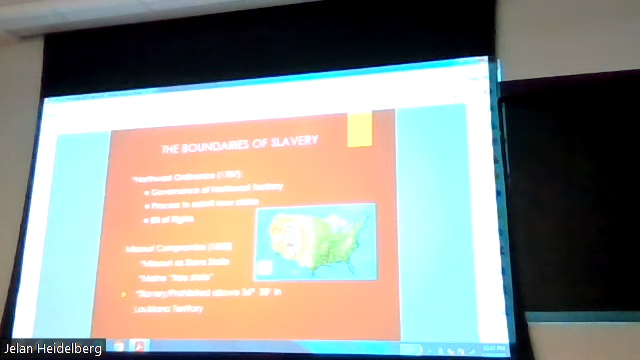 THE BOUNDARIES OF SLAVERY
*Northwest Ordinance (1787)
Governance of Northwest Territory
Process to admit new states
Bill of Rights
Missouri Compromise (1820)
*Missouri as Slave State
*Maine "free state"
*Slavery Prohibited above 36° 30' in
Louisiana Territory
Jelan Heidelberg